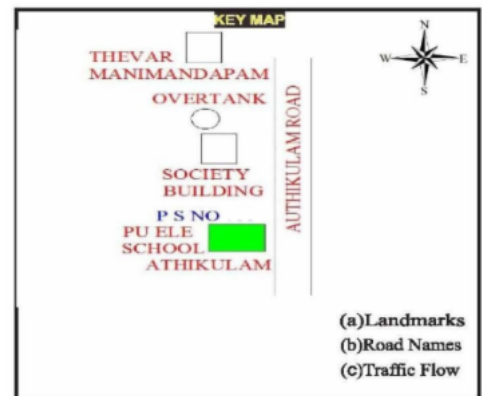 KEY MAP
N
W E
S
THEVAR
MANIMANDAPAM
OVERTANK
AUTHIKULAM ROAD
SOCIETY
BUILDING
P S NO . . .
PU ELE
SCHOOL
ATHIKULAM
(a)Landmarks
(b)Road Names
(c)Traffic Flow